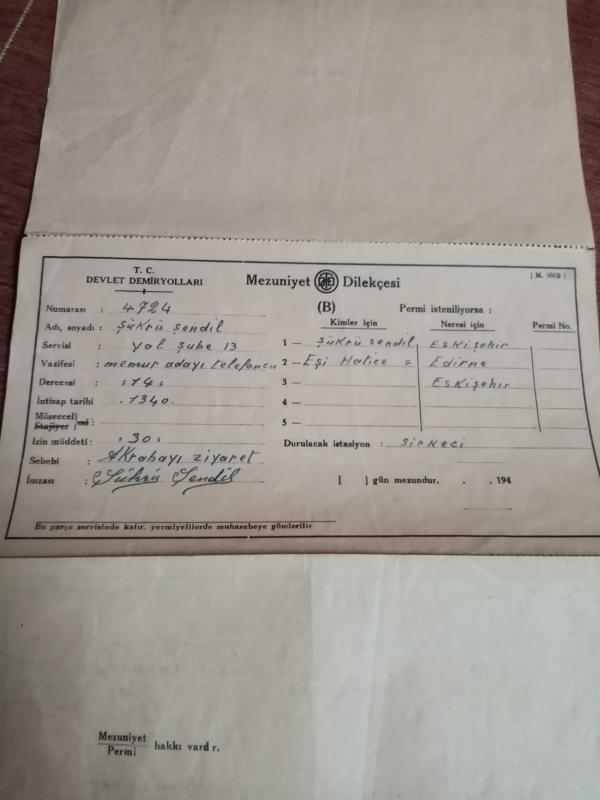 T. C.
DEVLET DEMİRYOLLARI
Mezuniyet Dilekçesi
Numarası : 4724
Adı, soyadı : Şükrü Şendil
Servisi : Yol Şube 13
Vazifesi : memur adayı telefoncu
Derecesi : 14
İntisap tarihi . 1340.
Müseccel
Stajiyer mi :
İzin müddeti : . 30 :
Sebebi : Akrabayı ziyaret
İmzası : Şükrü Şendil
(B) Permi isteniliyorsa :
Kimler için Neresi için Permi No.
1 — Şükrü Şendil Eskişehir
2 — Eşi Hatice " Edirne
3 — Eskişehir
4 —
5 —
Durulacak istasyon : Sirkeci
[ ] gün mezundur. . . 194
Bu parça servisinde kalır, yevmiyelilerde muhasebeye gönderilir
Mezuniyet
Permi hakkı vardır.